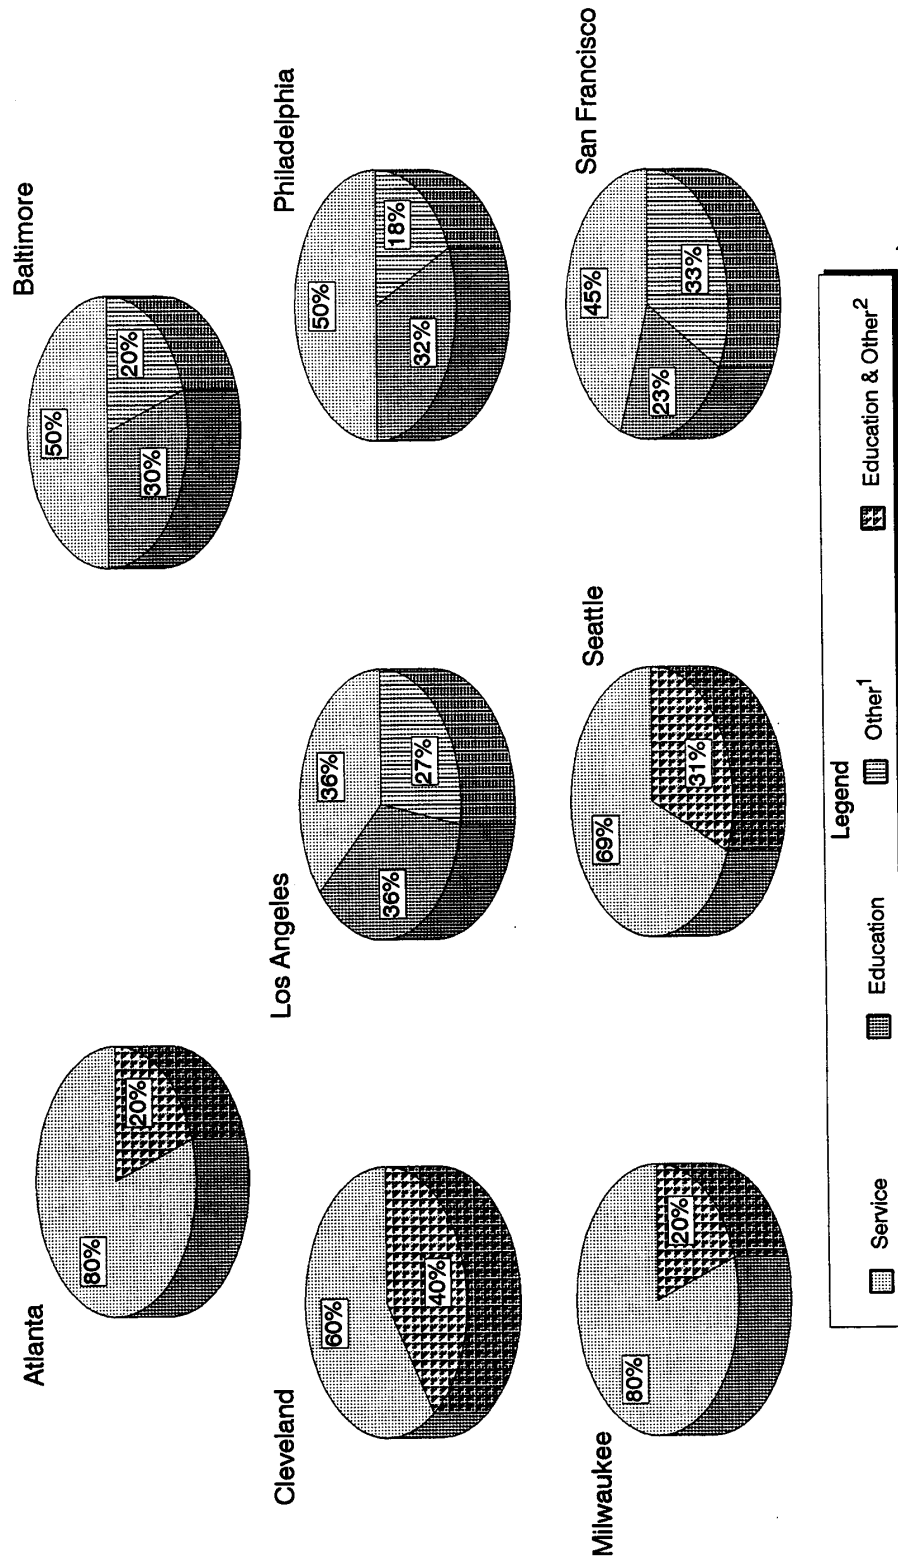 Atlanta
80%
20%
Baltimore
50%
20%
30%
Cleveland
60%
40%
Los Angeles
36%
36%
27%
Philadelphia
50%
18%
32%
Milwaukee
80%
20%
Seattle
69%
31%
San Francisco
45%
23%
33%
Legend
Service Education Other1 Education & Other2